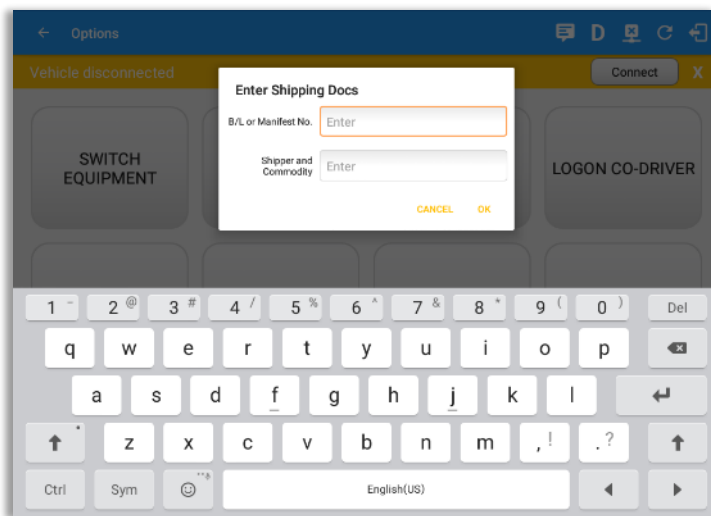 Options
D
Vehicle disconnected
Connect
X
Enter Shipping Docs
B/L or Manifest No.
Enter
Shipper and
Commodity
Enter
CANCEL
OK
SWITCH
EQUIPMENT
LOGON CO-DRIVER
1 _ 2 @ 3 # 4 / 5 % 6 ^ 7 & 8 * 9 ( 0 ) Del
q w e r t y u i o p
a s d f g h j k l
z x c v b n m , ! . ?
Ctrl Sym English(US)